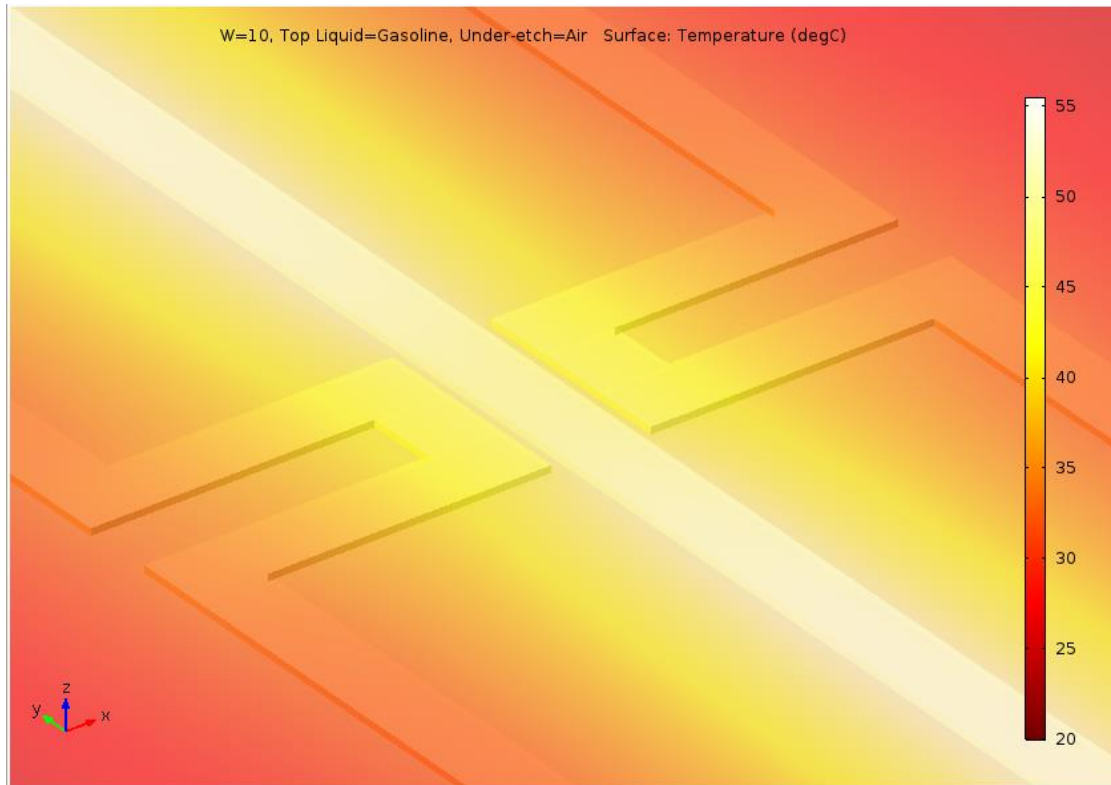 W=10, Top Liquid=Gasoline, Under-etch=Air   Surface: Temperature (degC)
55
50
45
40
35
30
25
20
z
y
x